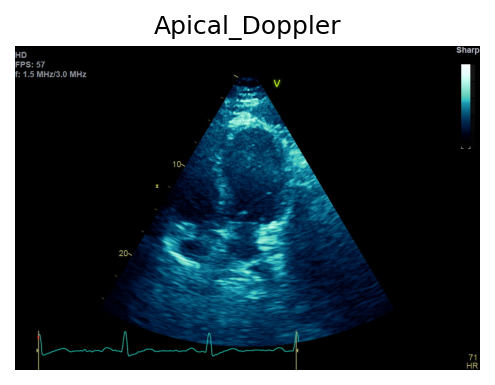 Apical_Doppler
HD
Sharp
FPS: 57
f: 1.5 MHz/3.0 MHz
V
10
20
71
HR